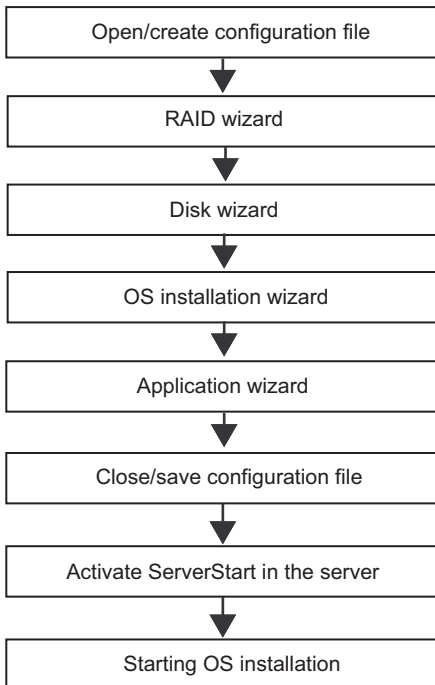 Open/create configuration file
RAID wizard
Disk wizard
OS installation wizard
Application wizard
Close/save configuration file
Activate ServerStart in the server
Starting OS installation